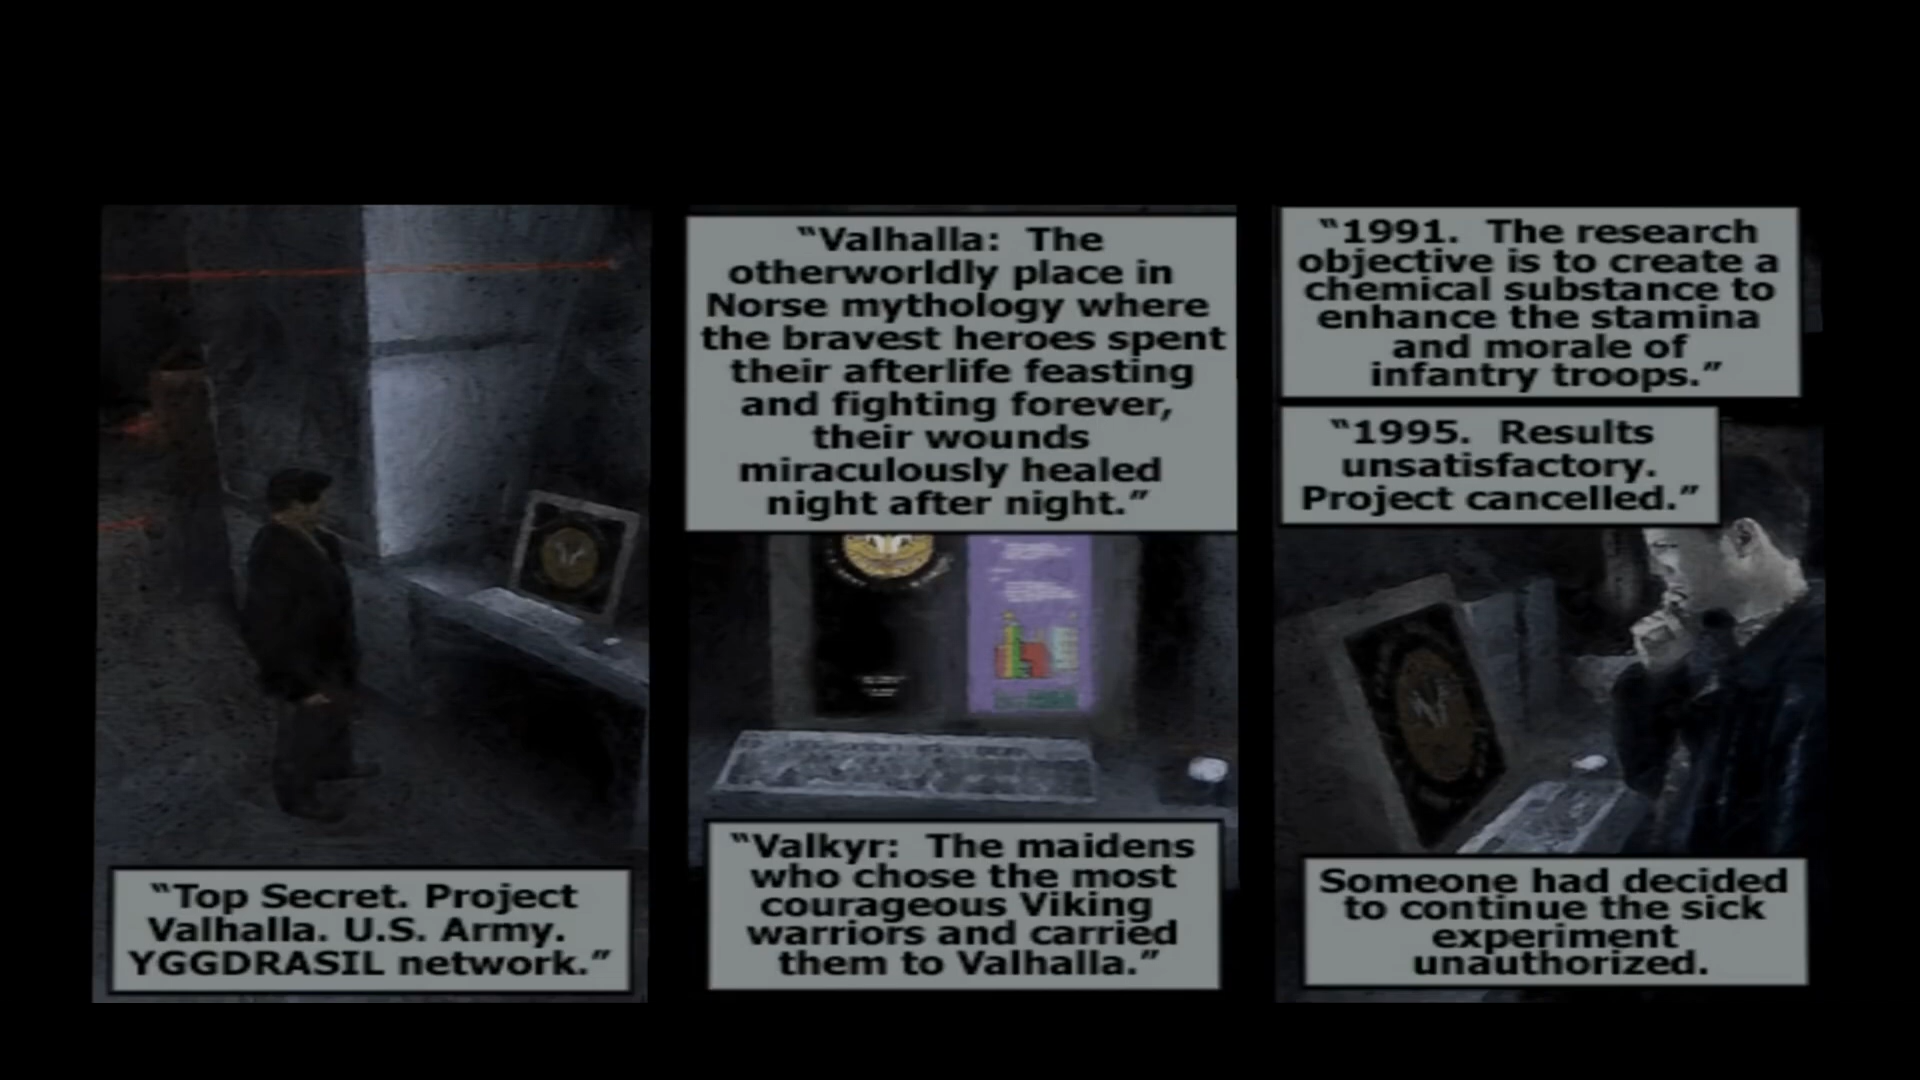 “Top Secret. Project
Valhalla. U.S. Army.
YGGDRASIL network.”
“Valhalla: The
otherworldly place in
Norse mythology where
the bravest heroes spent
their afterlife feasting
and fighting forever,
their wounds
miraculously healed
night after night.”
“Valkyr: The maidens
who chose the most
courageous Viking
warriors and carried
them to Valhalla.”
“1991. The research
objective is to create a
chemical substance to
enhance the stamina
and morale of
infantry troops.”
“1995. Results
unsatisfactory.
Project cancelled.”
Someone had decided
to continue the sick
experiment
unauthorized.